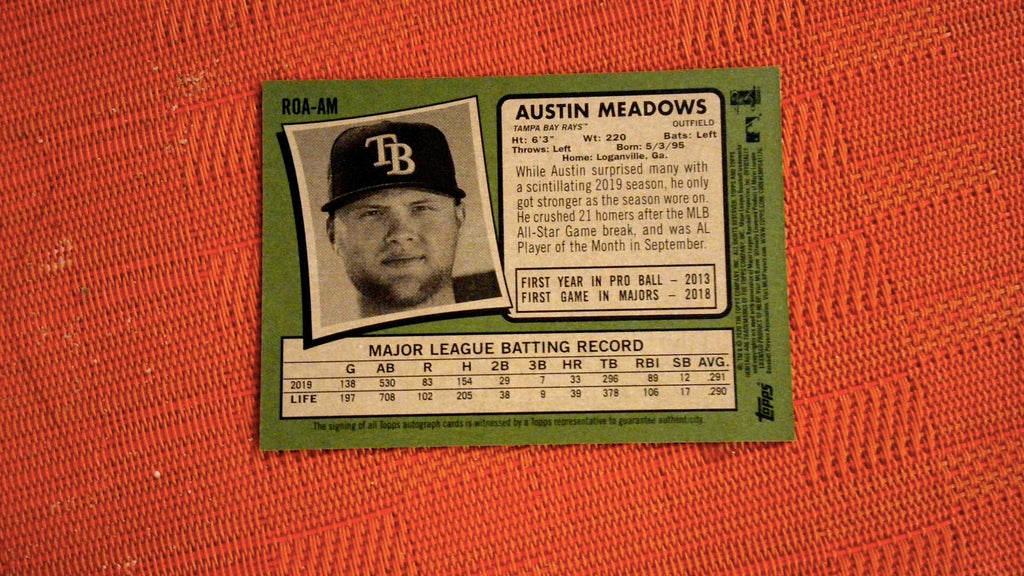 ROA-AM
TB
AUSTIN MEADOWS
TAMPA BAY RAYS™ OUTFIELD
Ht: 6'3" Wt: 220 Bats: Left
Throws: Left Born: 5/3/95
Home: Loganville, Ga.
While Austin surprised many with
a scintillating 2019 season, he only
got stronger as the season wore on.
He crushed 21 homers after the MLB
All-Star Game break, and was AL
Player of the Month in September.
FIRST YEAR IN PRO BALL – 2013
FIRST GAME IN MAJORS – 2018
MAJOR LEAGUE BATTING RECORD
G AB R H 2B 3B HR TB RBI SB AVG.
2019 138 530 83 154 29 7 33 296 89 12 .291
LIFE 197 708 102 205 38 9 39 378 106 17 .290
The signing of all Topps autograph cards is witnessed by a Topps representative to guarantee authenticity.
topps